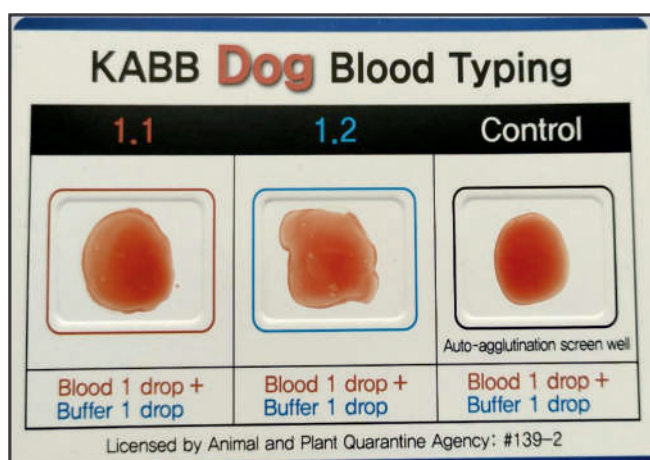 KABB Dog Blood Typing
1.1 1.2 Control
Auto-agglutination screen well
Blood 1 drop + Blood 1 drop + Blood 1 drop +
Buffer 1 drop Buffer 1 drop Buffer 1 drop
Licensed by Animal and Plant Quarantine Agency: #139-2